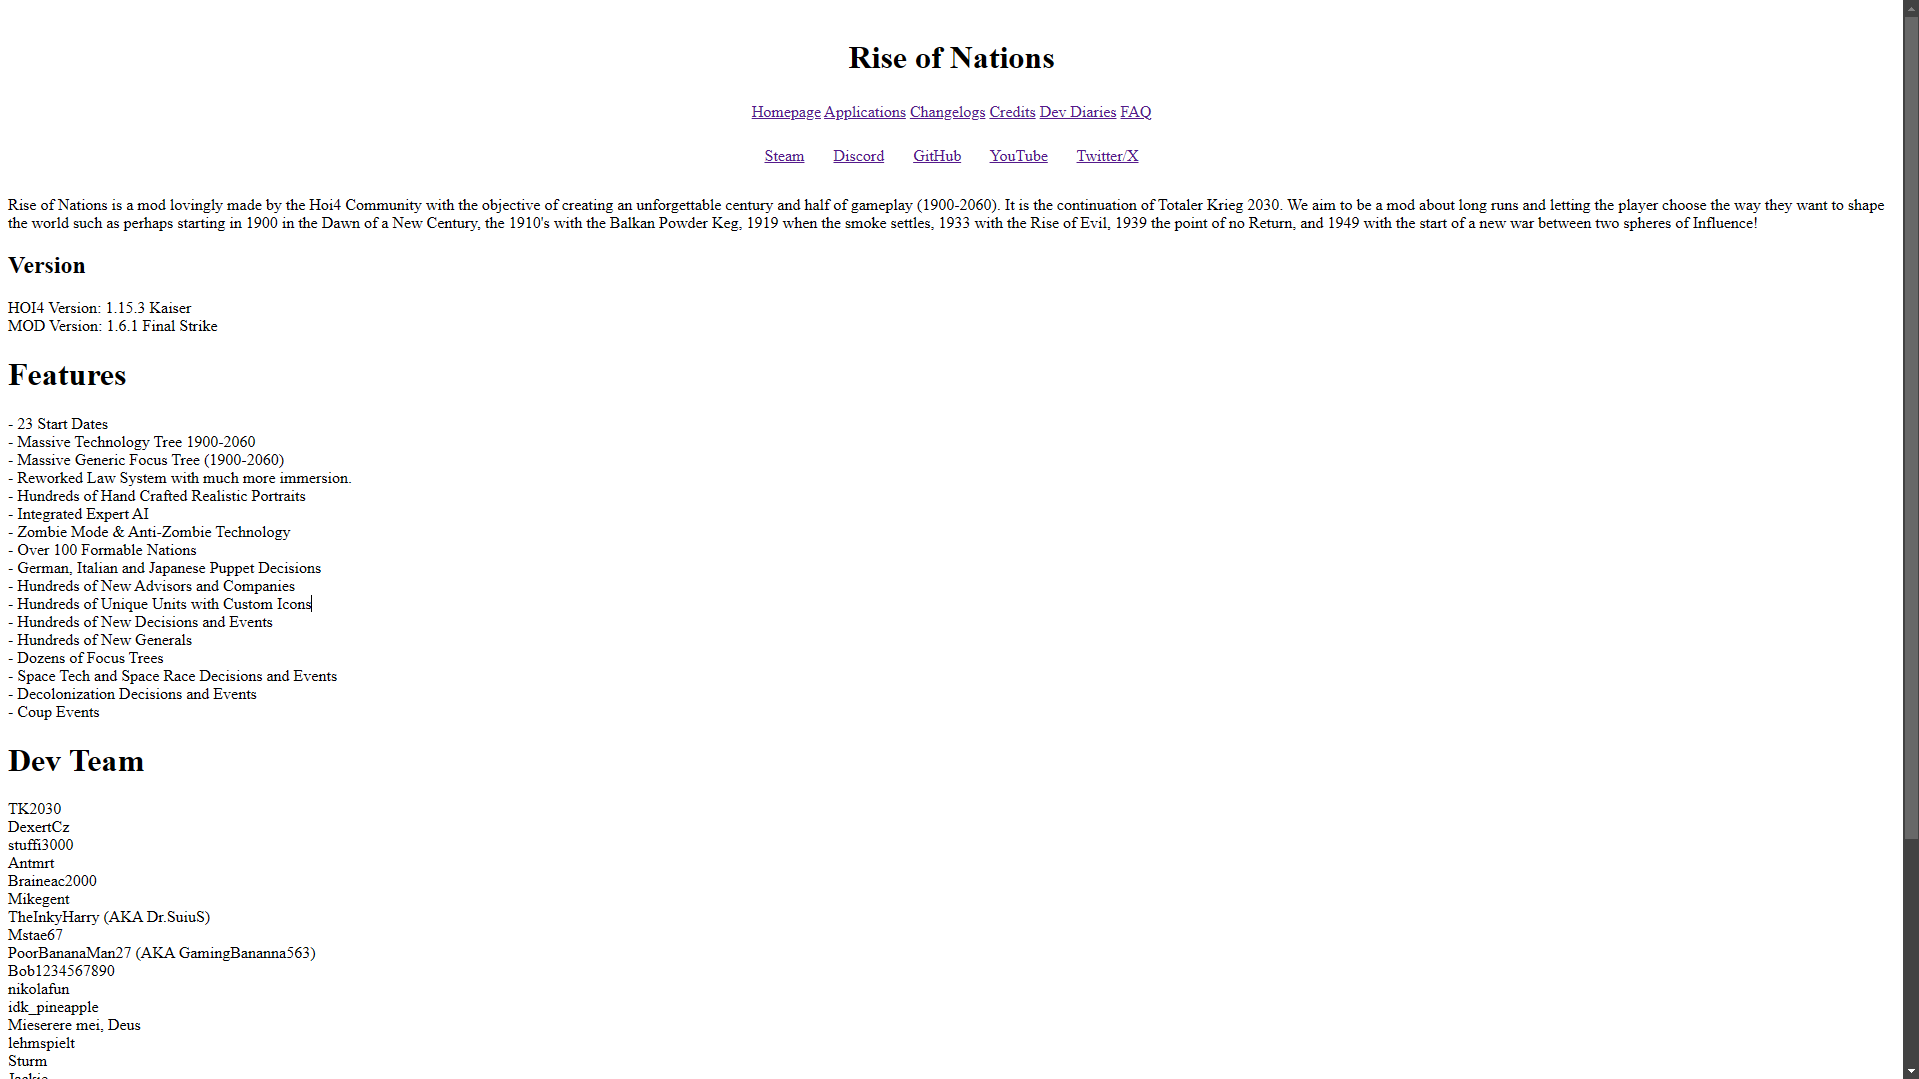 Rise of Nations
Homepage Applications Changelogs Credits Dev Diaries FAQ
Steam Discord GitHub YouTube Twitter/X
Rise of Nations is a mod lovingly made by the Hoi4 Community with the objective of creating an unforgettable century and half of gameplay (1900-2060). It is the continuation of Totaler Krieg 2030. We aim to be a mod about long runs and letting the player choose the way they want to shape
the world such as perhaps starting in 1900 in the Dawn of a New Century, the 1910's with the Balkan Powder Keg, 1919 when the smoke settles, 1933 with the Rise of Evil, 1939 the point of no Return, and 1949 with the start of a new war between two spheres of Influence!
Version
HOI4 Version: 1.15.3 Kaiser
MOD Version: 1.6.1 Final Strike
Features
- 23 Start Dates
- Massive Technology Tree 1900-2060
- Massive Generic Focus Tree (1900-2060)
- Reworked Law System with much more immersion.
- Hundreds of Hand Crafted Realistic Portraits
- Integrated Expert AI
- Zombie Mode & Anti-Zombie Technology
- Over 100 Formable Nations
- German, Italian and Japanese Puppet Decisions
- Hundreds of New Advisors and Companies
- Hundreds of Unique Units with Custom Icons
- Hundreds of New Decisions and Events
- Hundreds of New Generals
- Dozens of Focus Trees
- Space Tech and Space Race Decisions and Events
- Decolonization Decisions and Events
- Coup Events
Dev Team
TK2030
DexertCz
stuffi3000
Antmrt
Braineac2000
Mikegent
TheInkyHarry (AKA Dr.SuiuS)
Mstae67
PoorBananaMan27 (AKA GamingBananna563)
Bob1234567890
nikolafun
idk_pineapple
Mieserere mei, Deus
lehmspielt
Sturm